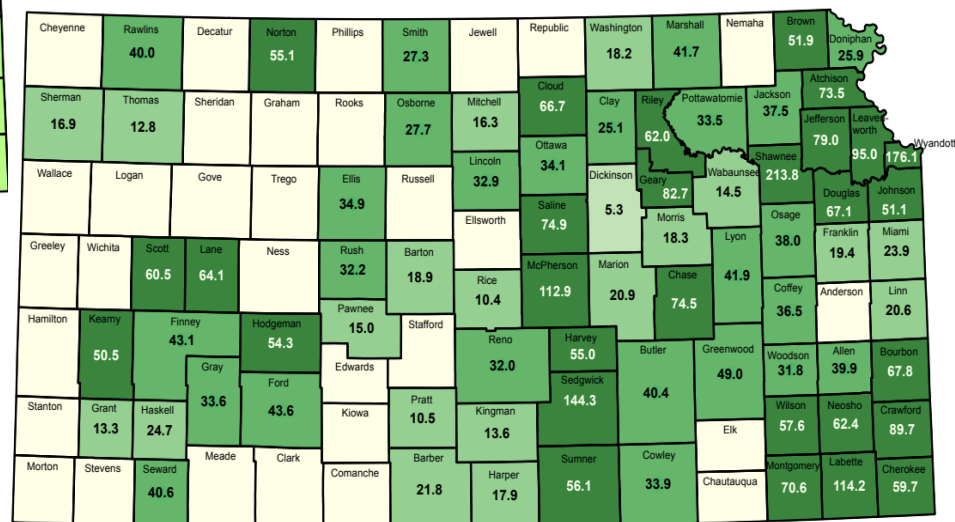 Cheyenne
Rawlins
40.0
Decatur
Norton
55.1
Phillips
Smith
27.3
Jewell
Republic
Washington
18.2
Marshall
41.7
Nemaha
Brown
51.9
Doniphan
25.9
Sherman
16.9
Thomas
12.8
Sheridan
Graham
Rooks
Osborne
27.7
Mitchell
16.3
Cloud
66.7
Clay
25.1
Riley
62.0
Pottawatomie
33.5
Jackson
37.5
Atchison
73.5
Jefferson
79.0
Leaven-
worth
95.0
Wyandott
176.1
Wallace
Logan
Gove
Trego
Ellis
34.9
Russell
Lincoln
32.9
Ottawa
34.1
Saline
74.9
Dickinson
5.3
Geary
82.7
Wabaunsee
14.5
Shawnee
213.8
Douglas
67.1
Johnson
51.1
Ellsworth
Morris
18.3
Osage
38.0
Franklin
19.4
Miami
23.9
Greeley
Wichita
Scott
60.5
Lane
64.1
Ness
Rush
32.2
Barton
18.9
Rice
10.4
McPherson
112.9
Marion
20.9
Chase
74.5
Lyon
41.9
Coffey
36.5
Anderson
Linn
20.6
Hamilton
Kearny
50.5
Finney
43.1
Hodgeman
54.3
Pawnee
15.0
Stafford
Edwards
Reno
32.0
Harvey
55.0
Sedgwick
144.3
Butler
40.4
Greenwood
49.0
Woodson
31.8
Allen
39.9
Bourbon
67.8
Gray
33.6
Ford
43.6
Stanton
Grant
13.3
Haskell
24.7
Kiowa
Pratt
10.5
Kingman
13.6
Elk
Wilson
57.6
Neosho
62.4
Crawford
89.7
Morton
Stevens
Seward
40.6
Meade
Clark
Comanche
Barber
21.8
Harper
17.9
Sumner
56.1
Cowley
33.9
Chautauqua
Montgomery
70.6
Labette
114.2
Cherokee
59.7